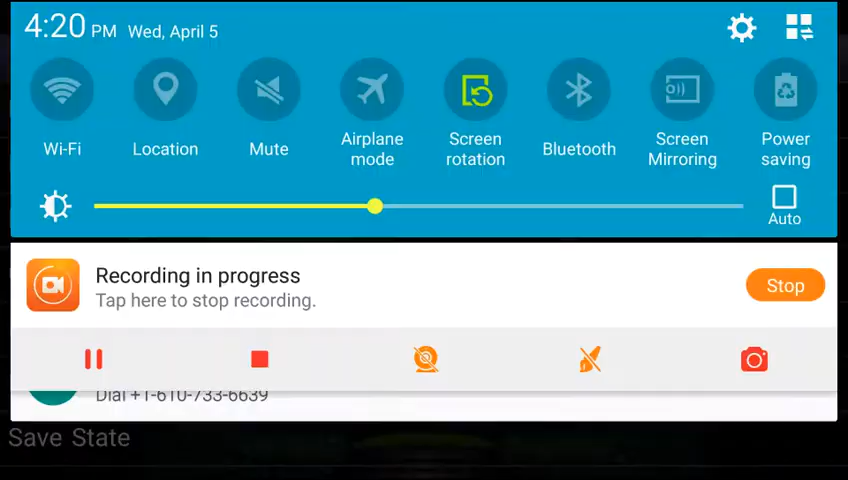 4:20 PM Wed, April 5
Wi-Fi
Location
Mute
Airplane
mode
Screen
rotation
Bluetooth
Screen
Mirroring
Power
saving
Auto
Recording in progress
Tap here to stop recording.
Stop
Dial +1-610-733-6639
Save State